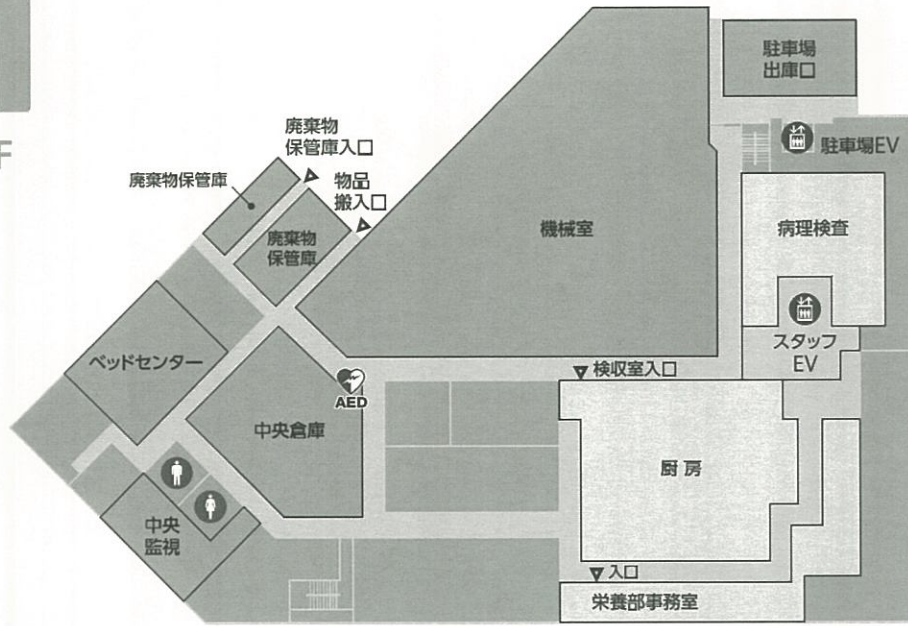 F
駐車場
出庫口
廃棄物
保管庫入口
駐車場EV
廃棄物保管庫
物品
搬入口
廃棄物
保管庫
機械室
病理検査
スタッフ
EV
ベッドセンター
検収室入口
AED
中央倉庫
厨房
中央
監視
入口
栄養部事務室